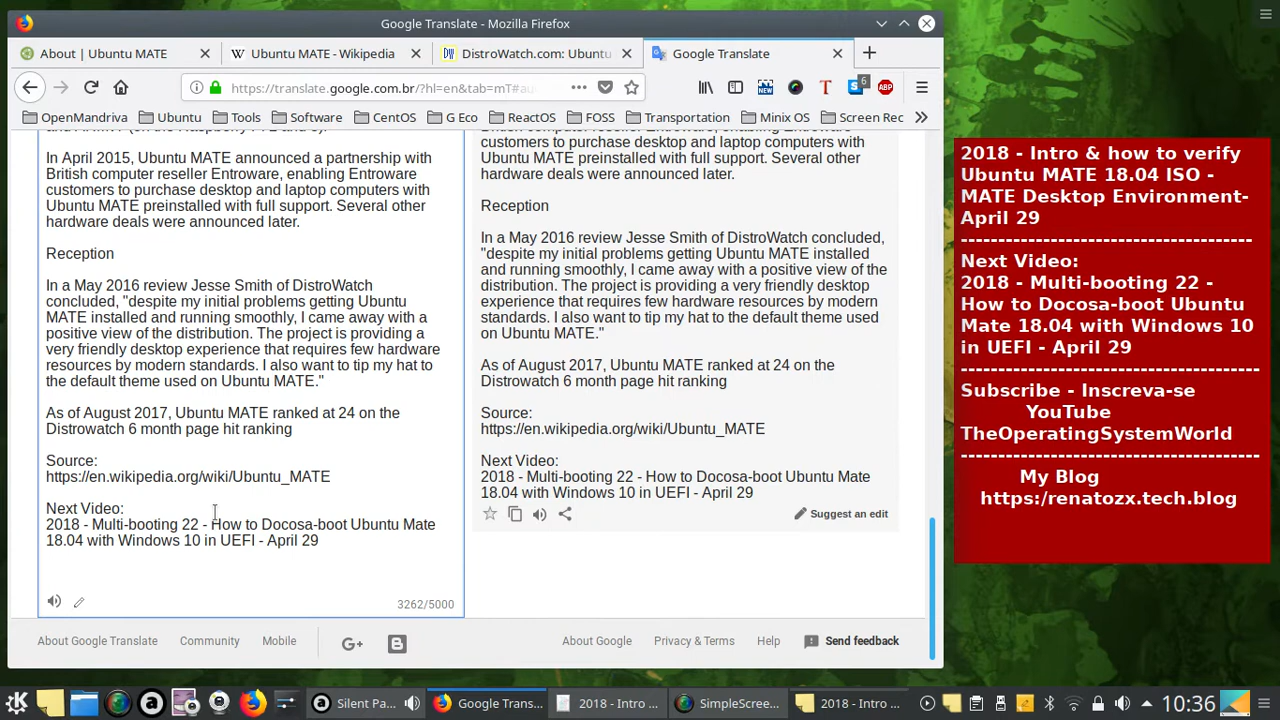 Google Translate - Mozilla Firefox
About | Ubuntu MATE
Ubuntu MATE - Wikipedia
DistroWatch.com: Ubuntu
Google Translate
https://translate.google.com.br/?hl=en&tab=mT#au
6
ABP
OpenMandriva
Ubuntu
Tools
Software
CentOS
G Eco
ReactOS
FOSS
Transportation
Minix OS
Screen Rec
In April 2015, Ubuntu MATE announced a partnership with
British computer reseller Entroware, enabling Entroware
customers to purchase desktop and laptop computers with
Ubuntu MATE preinstalled with full support. Several other
hardware deals were announced later.
Reception
In a May 2016 review Jesse Smith of DistroWatch
concluded, "despite my initial problems getting Ubuntu
MATE installed and running smoothly, I came away with a
positive view of the distribution. The project is providing a
very friendly desktop experience that requires few hardware
resources by modern standards. I also want to tip my hat to
the default theme used on Ubuntu MATE."
As of August 2017, Ubuntu MATE ranked at 24 on the
Distrowatch 6 month page hit ranking
Source:
https://en.wikipedia.org/wiki/Ubuntu_MATE
Next Video:
2018 - Multi-booting 22 - How to Docosa-boot Ubuntu Mate
18.04 with Windows 10 in UEFI - April 29
3262/5000
British computer reseller Entroware, enabling Entroware
customers to purchase desktop and laptop computers with
Ubuntu MATE preinstalled with full support. Several other
hardware deals were announced later.
Reception
In a May 2016 review Jesse Smith of DistroWatch concluded,
"despite my initial problems getting Ubuntu MATE installed
and running smoothly, I came away with a positive view of the
distribution. The project is providing a very friendly desktop
experience that requires few hardware resources by modern
standards. I also want to tip my hat to the default theme used
on Ubuntu MATE."
As of August 2017, Ubuntu MATE ranked at 24 on the
Distrowatch 6 month page hit ranking
Source:
https://en.wikipedia.org/wiki/Ubuntu_MATE
Next Video:
2018 - Multi-booting 22 - How to Docosa-boot Ubuntu Mate
18.04 with Windows 10 in UEFI - April 29
Suggest an edit
About Google Translate
Community
Mobile
G+
About Google
Privacy & Terms
Help
Send feedback
2018 - Intro & how to verify
Ubuntu MATE 18.04 ISO -
MATE Desktop Environment-
April 29
---------------------------------------
Next Video:
2018 - Multi-booting 22 -
How to Docosa-boot Ubuntu
Mate 18.04 with Windows 10
in UEFI - April 29
----------------------------------------
Subscribe - Inscreva-se
YouTube
TheOperatingSystemWorld
----------------------------------------
My Blog
https:/renatozx.tech.blog
Silent Pa...
Google Trans...
2018 - Intro ...
SimpleScree...
2018 - Intro ...
10:36